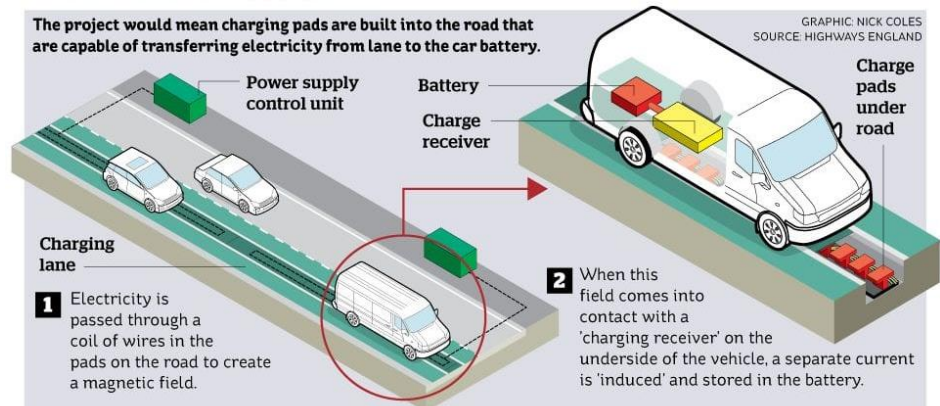 The project would mean charging pads are built into the road that
are capable of transferring electricity from lane to the car battery.
GRAPHIC: NICK COLES
SOURCE: HIGHWAYS ENGLAND
Power supply
control unit
Battery
Charge
receiver
Charge
pads
under
road
Charging
lane
1 Electricity is
passed through a
coil of wires in the
pads on the road to create
a magnetic field.
2 When this
field comes into
contact with a
'charging receiver' on the
underside of the vehicle, a separate current
is 'induced' and stored in the battery.